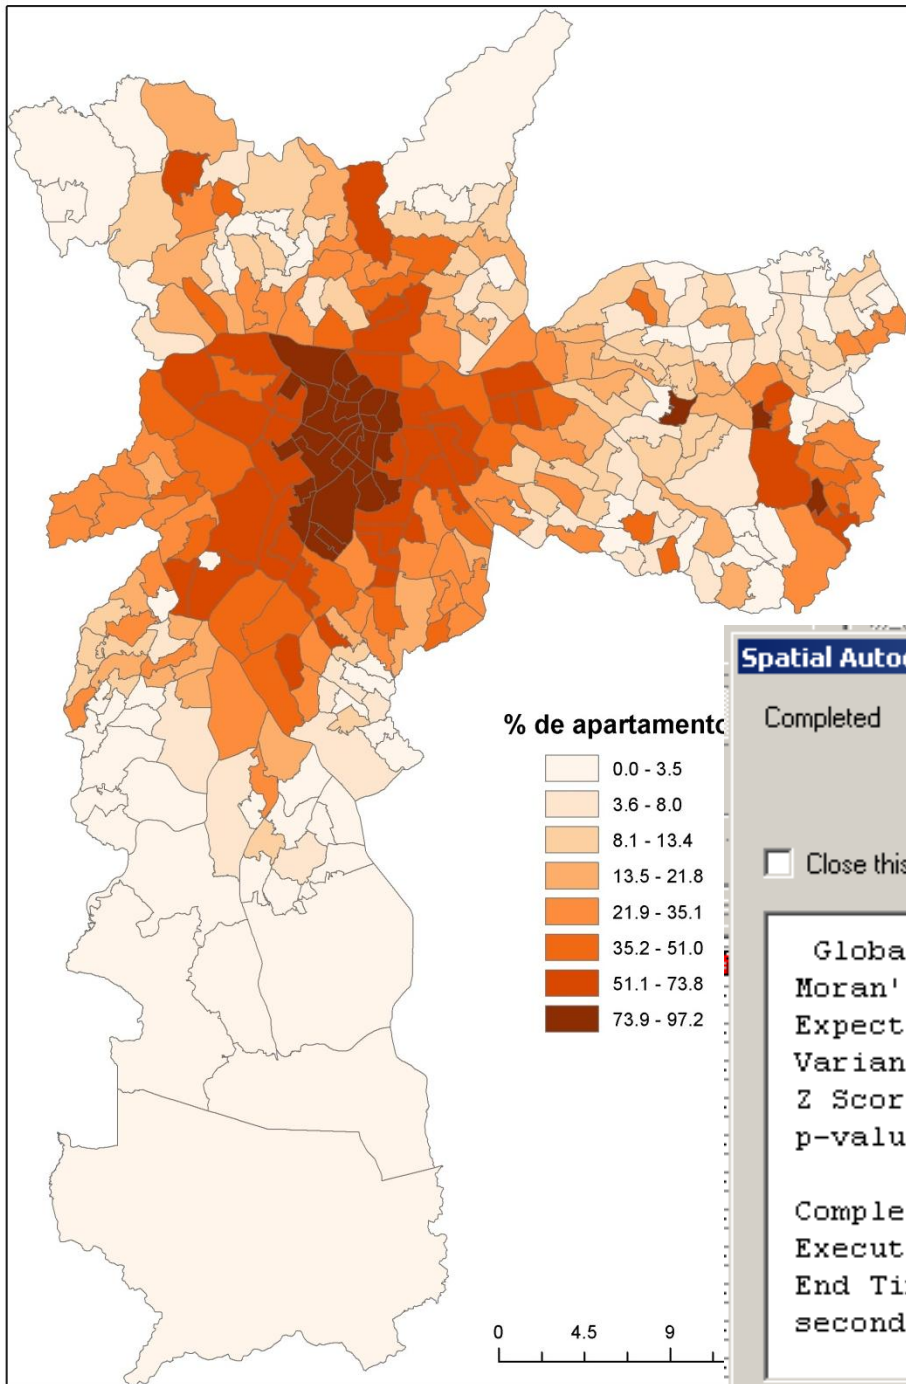 % de apartamento
0.0 - 3.5
3.6 - 8.0
8.1 - 13.4
13.5 - 21.8
21.9 - 35.1
35.2 - 51.0
51.1 - 73.8
73.9 - 97.2
0 4.5 9
Spatial Autoc
Completed
Close this
Globa
Moran'
Expect
Varian
Z Scor
p-valu
Comple
Execut
End Ti
second